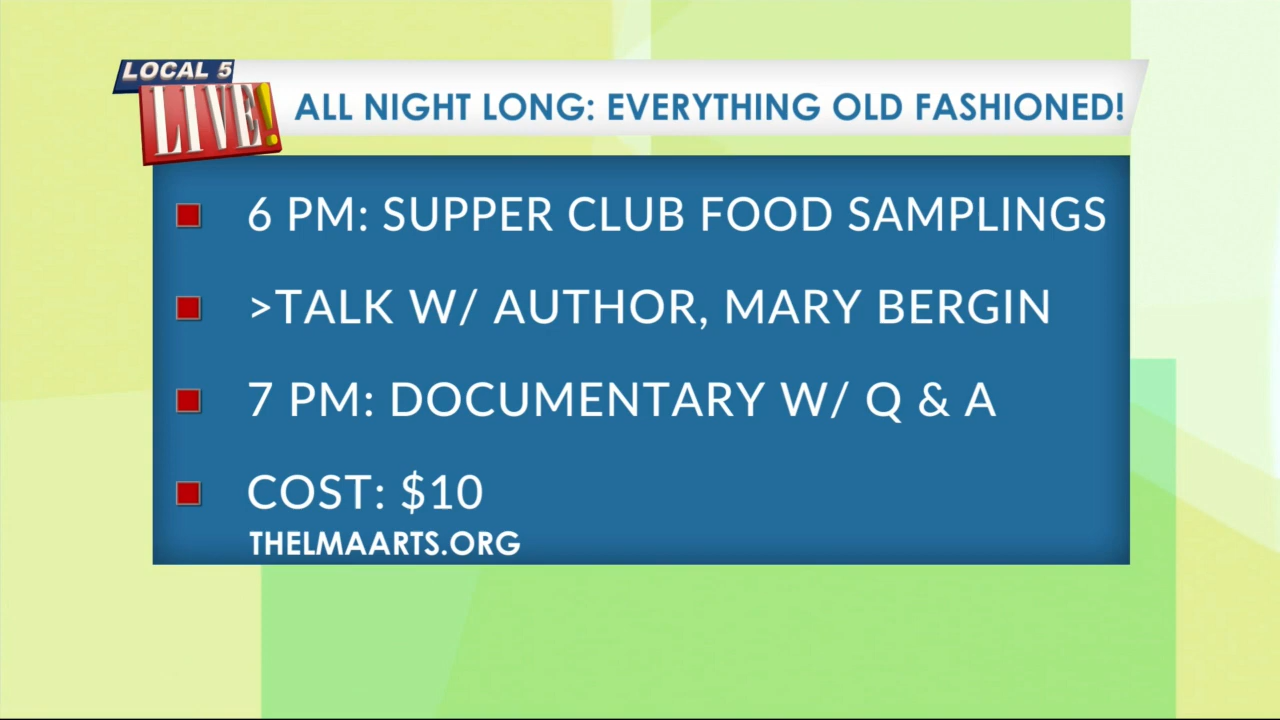 LOCAL 5
LIVE!
ALL NIGHT LONG: EVERYTHING OLD FASHIONED!
6 PM: SUPPER CLUB FOOD SAMPLINGS
>TALK W/ AUTHOR, MARY BERGIN
7 PM: DOCUMENTARY W/ Q & A
COST: $10
THELMAARTS.ORG